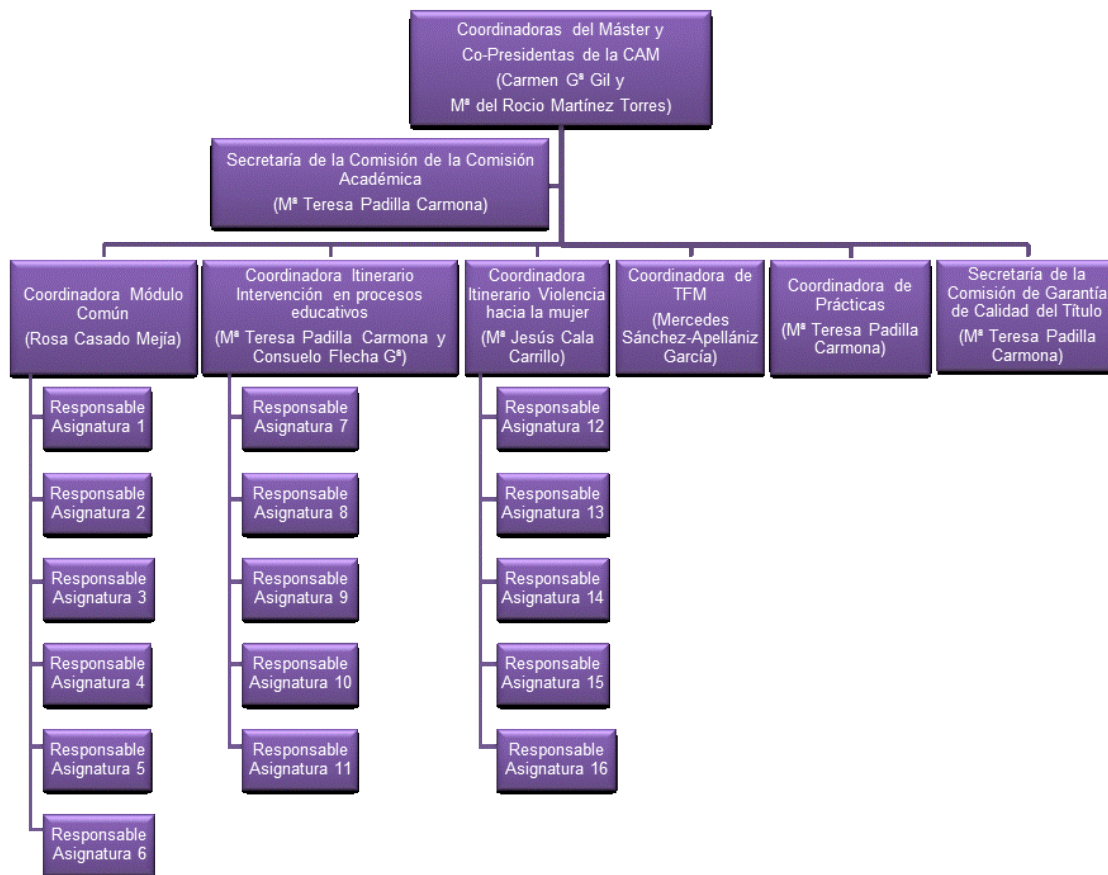 Coordinadoras del Máster y
Co-Presidentas de la CAM
(Carmen Gª Gil y
Mª del Rocio Martínez Torres)
Secretaría de la Comisión de la Comisión
Académica
(Mª Teresa Padilla Carmona)
Coordinadora Módulo
Común
(Rosa Casado Mejía)
Coordinadora Itinerario
Intervención en procesos
educativos
(Mª Teresa Padilla Carmona y
Consuelo Flecha Gª)
Coordinadora
Itinerario Violencia
hacia la mujer
(Mª Jesús Cala
Carrillo)
Coordinadora de
TFM
(Mercedes
Sánchez-Apellániz
García)
Coordinadora de
Prácticas
(Mª Teresa Padilla
Carmona)
Secretaría de la
Comisión de Garantía
de Calidad del Título
(Mª Teresa Padilla
Carmona)
Responsable
Asignatura 1
Responsable
Asignatura 2
Responsable
Asignatura 3
Responsable
Asignatura 4
Responsable
Asignatura 5
Responsable
Asignatura 6
Responsable
Asignatura 7
Responsable
Asignatura 8
Responsable
Asignatura 9
Responsable
Asignatura 10
Responsable
Asignatura 11
Responsable
Asignatura 12
Responsable
Asignatura 13
Responsable
Asignatura 14
Responsable
Asignatura 15
Responsable
Asignatura 16